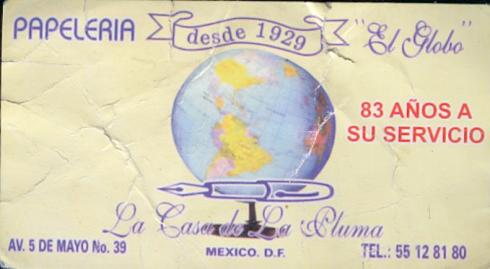 PAPELERIA desde 1929 "El Globo"
83 AÑOS A
SU SERVICIO
La Casa de La Pluma
AV. 5 DE MAYO No. 39 MEXICO. D.F. TEL.: 55 12 81 80